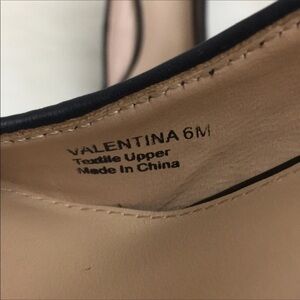 VALENTINA 6M
Textile Upper
Made In China